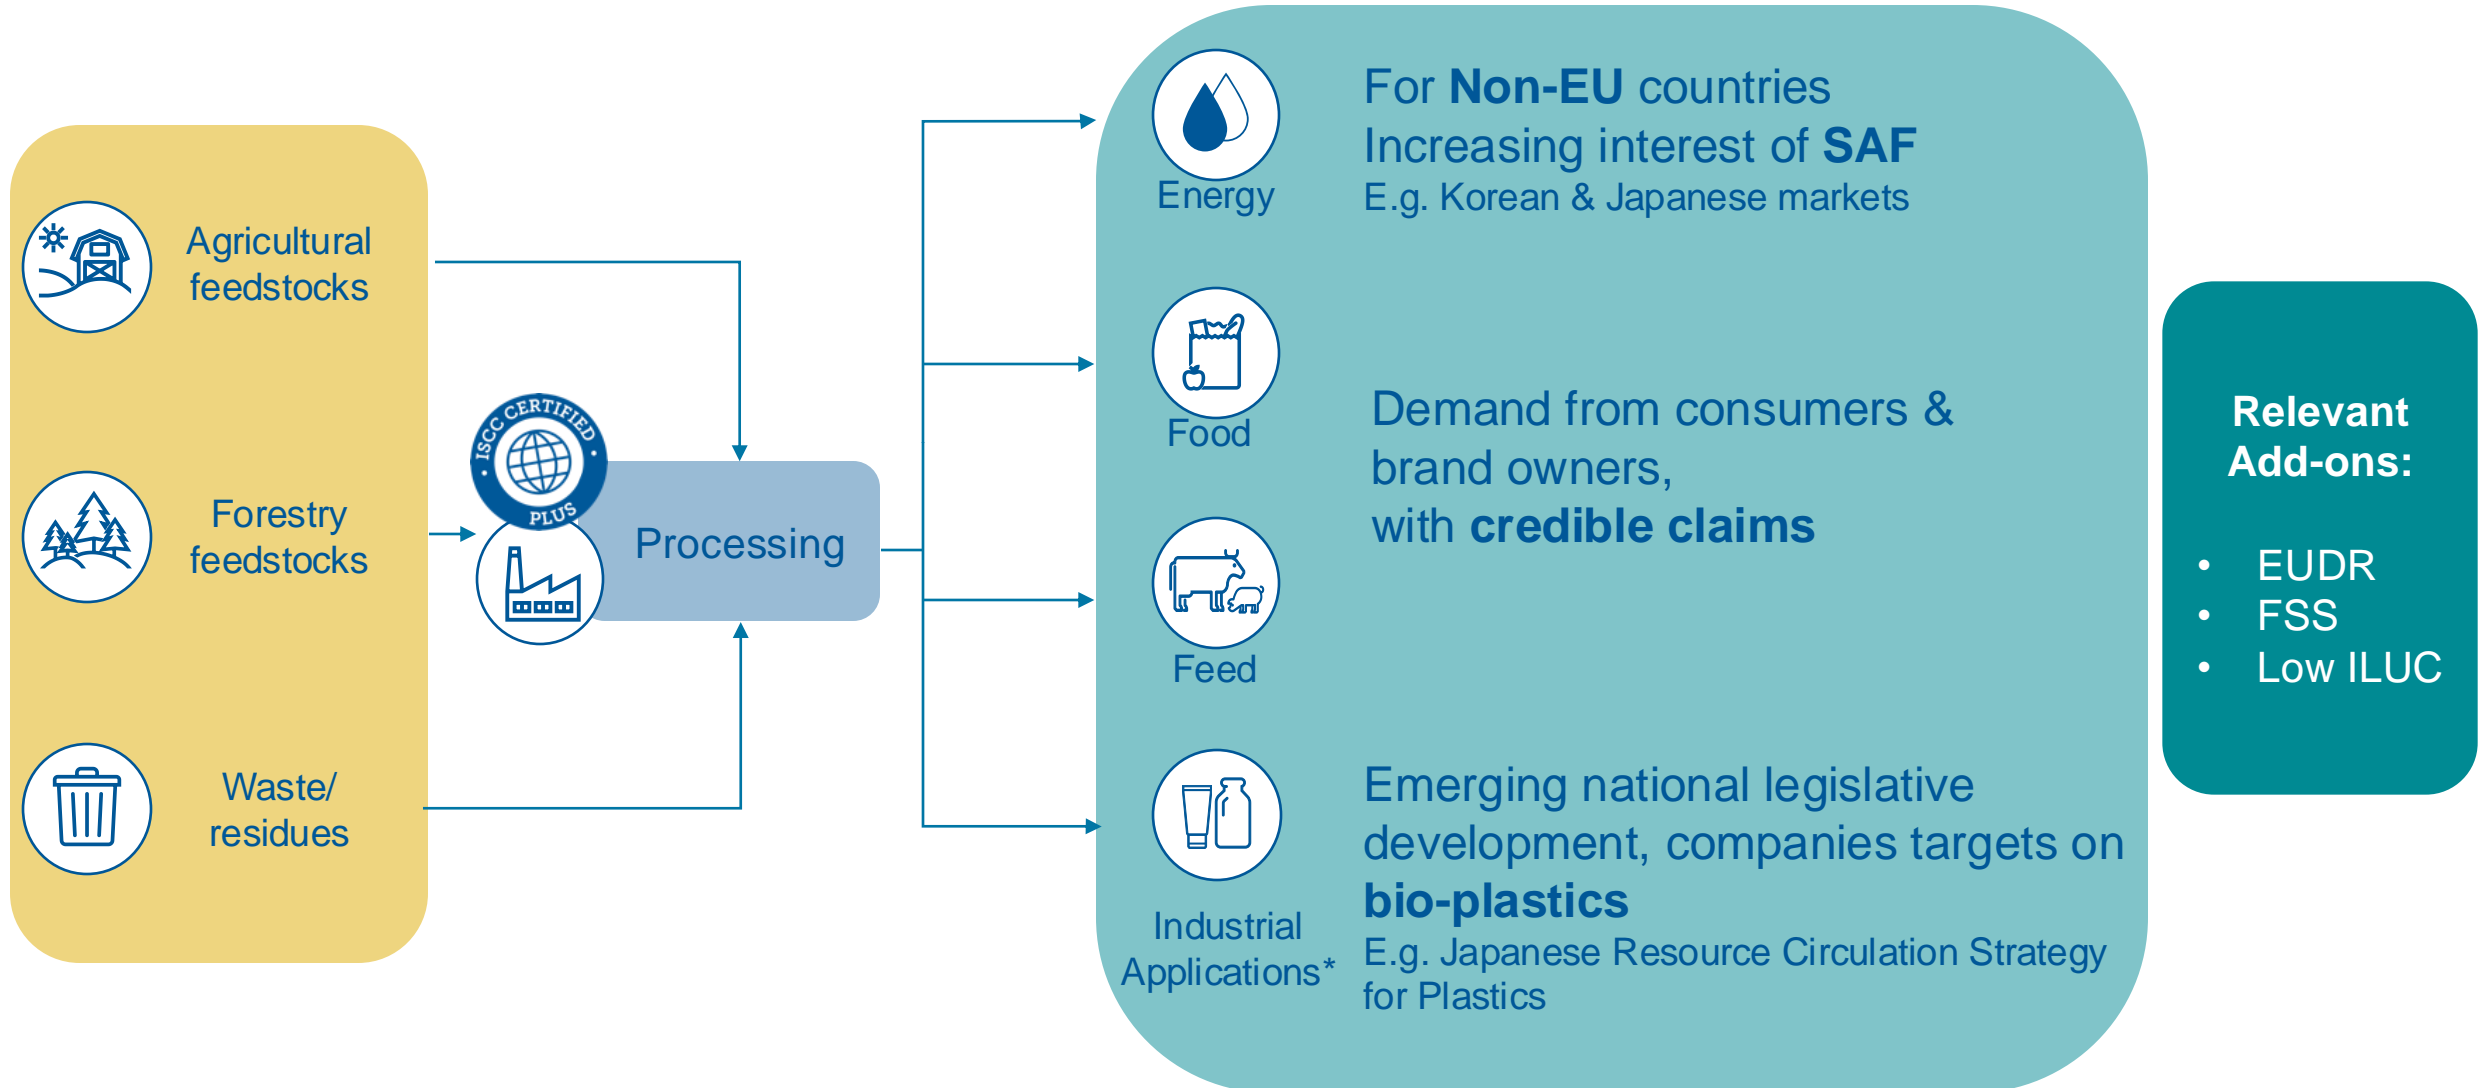 Agricultural
feedstocks
Forestry
feedstocks
Waste/
residues
· ISCC CERTIFIED ·
PLUS
Processing
Energy
For Non-EU countries
Increasing interest of SAF
E.g. Korean & Japanese markets
Food
Demand from consumers &
brand owners,
with credible claims
Feed
Industrial
Applications*
Emerging national legislative
development, companies targets on
bio-plastics
E.g. Japanese Resource Circulation Strategy
for Plastics
Relevant
Add-ons:
• EUDR
• FSS
• Low ILUC